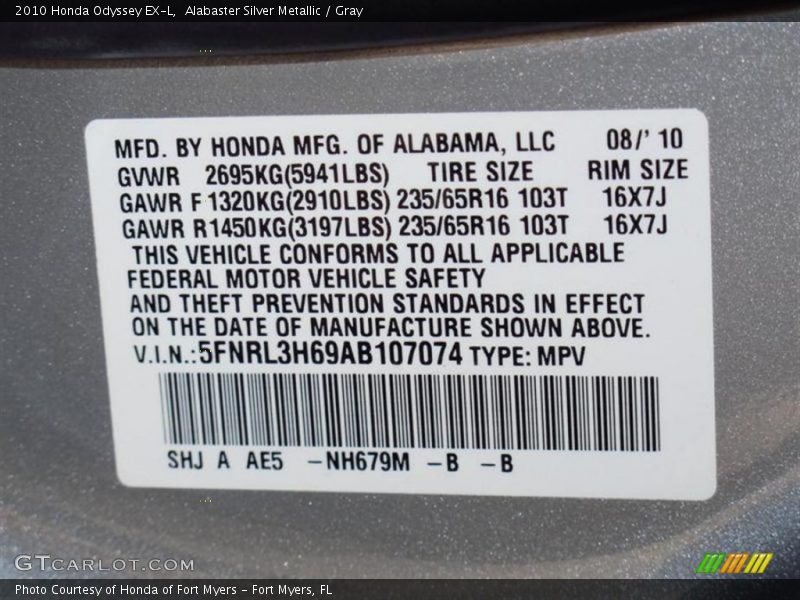 2010 Honda Odyssey EX-L,  Alabaster Silver Metallic / Gray
MFD. BY HONDA MFG. OF ALABAMA, LLC 08/' 10
GVWR 2695KG(5941LBS) TIRE SIZE RIM SIZE
GAWR F 1320KG(2910LBS) 235/65R16 103T 16X7J
GAWR R1450KG(3197LBS) 235/65R16 103T 16X7J
THIS VEHICLE CONFORMS TO ALL APPLICABLE
FEDERAL MOTOR VEHICLE SAFETY
AND THEFT PREVENTION STANDARDS IN EFFECT
ON THE DATE OF MANUFACTURE SHOWN ABOVE.
V.I.N.:5FNRL3H69AB107074 TYPE: MPV
SHJ A AE5 -NH679M -B -B
GTCARLOT.COM
Photo Courtesy of Honda of Fort Myers - Fort Myers, FL